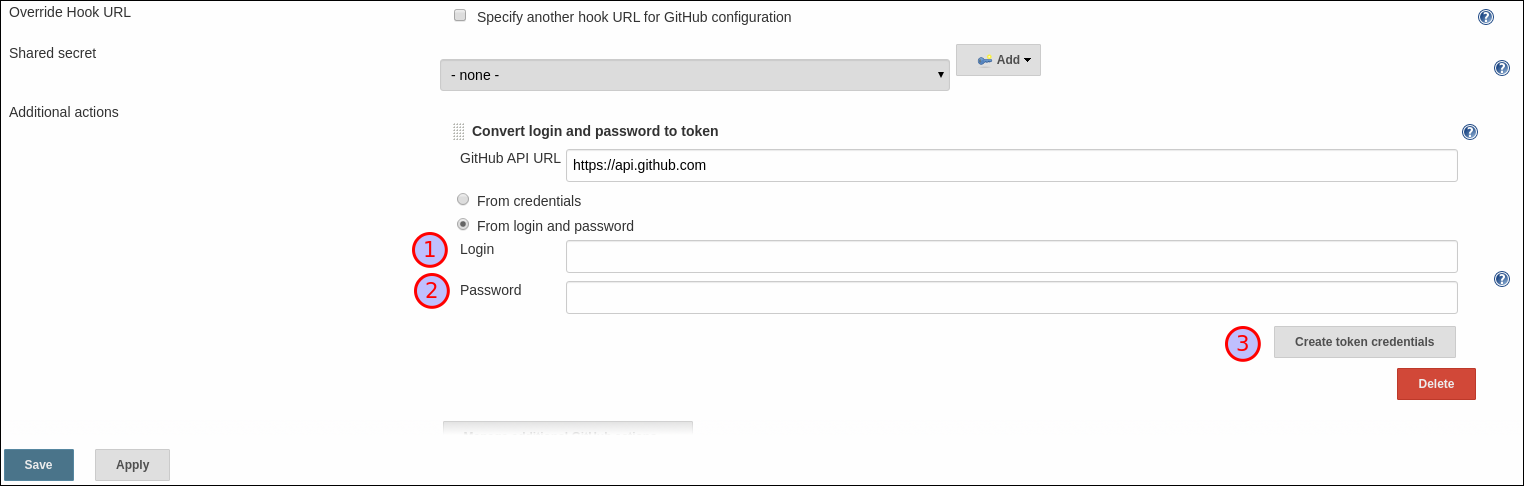 Override Hook URL
Specify another hook URL for GitHub configuration
?
Shared secret
- none -
Add
?
Additional actions
Convert login and password to token
?
GitHub API URL
https://api.github.com
From credentials
From login and password
1 Login
2 Password
?
3 Create token credentials
Delete
Save Apply